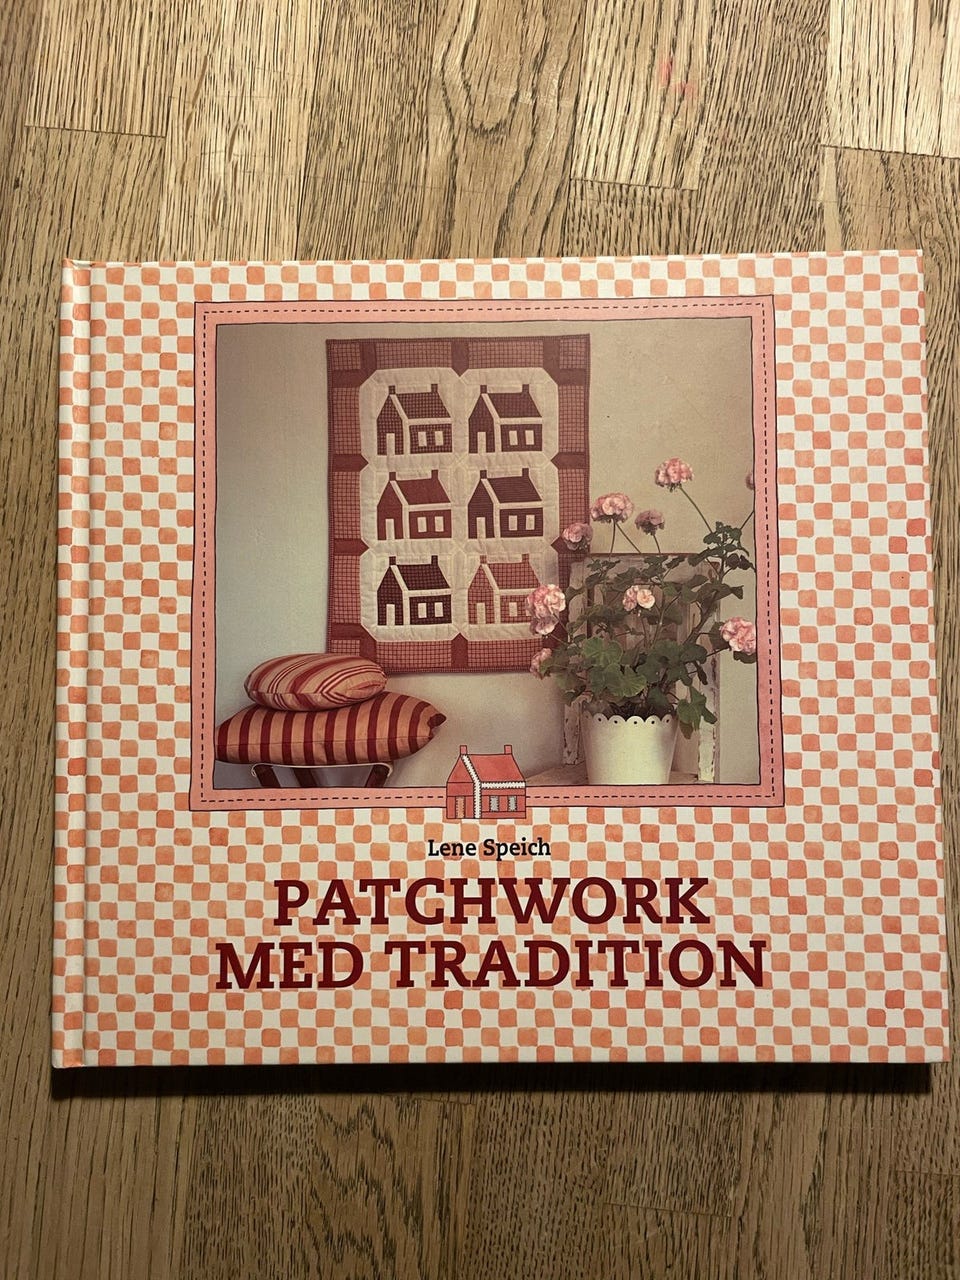 Lene Speich
PATCHWORK
MED TRADITION